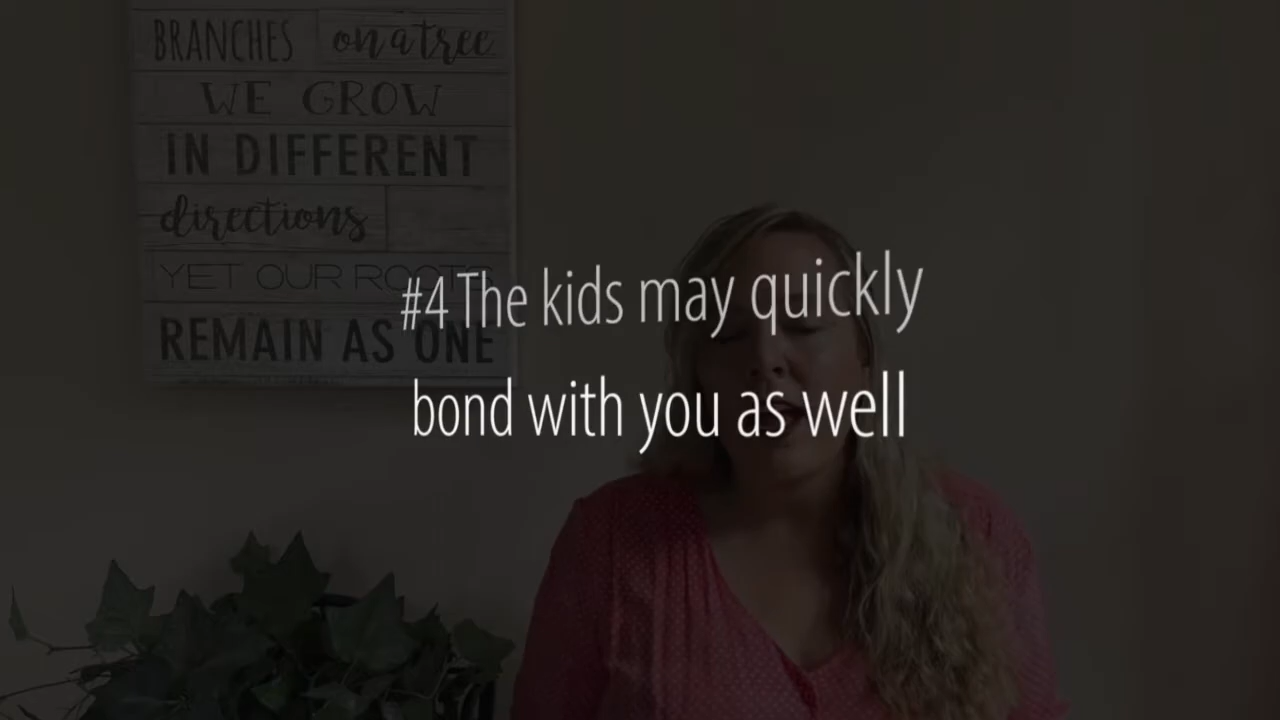 BRANCHES on a tree
WE GROW
IN DIFFERENT
directions
YET OUR ROOTS
REMAIN AS ONE
#4 The kids may quickly
bond with you as well